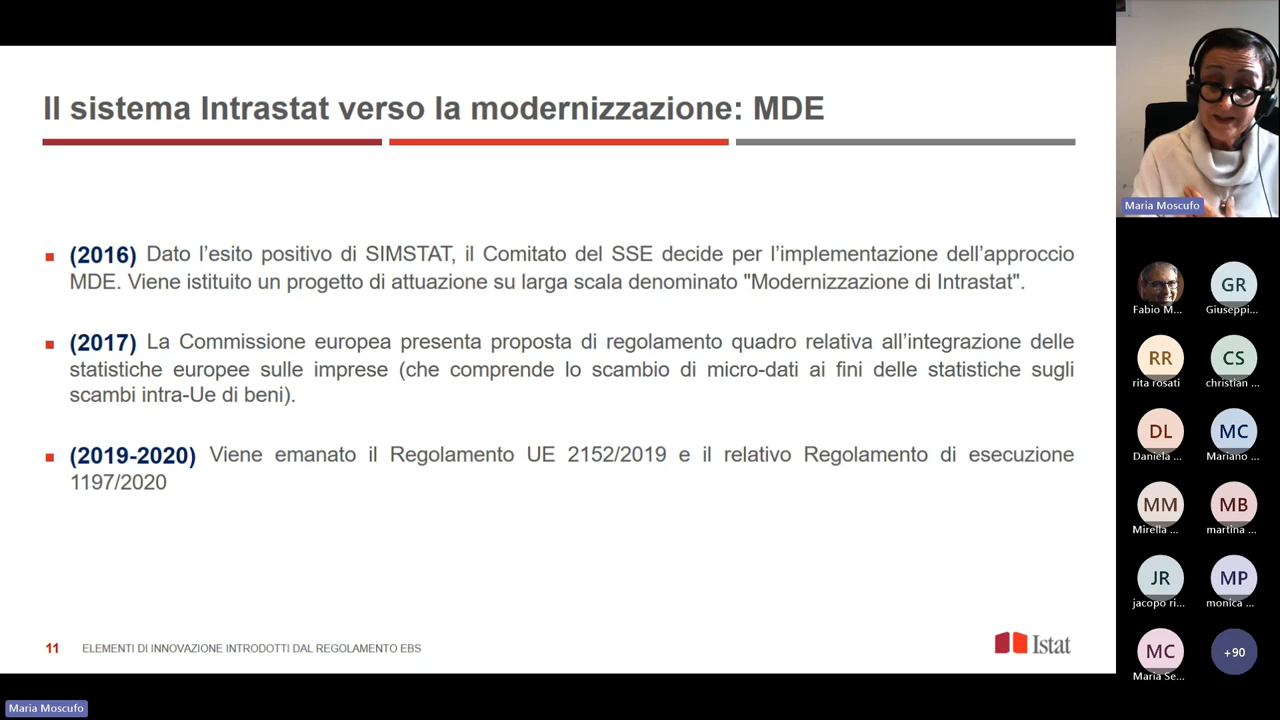 Il sistema Intrastat verso la modernizzazione: MDE
(2016) Dato l’esito positivo di SIMSTAT, il Comitato del SSE decide per l’implementazione dell’approccio
MDE. Viene istituito un progetto di attuazione su larga scala denominato "Modernizzazione di Intrastat".
(2017) La Commissione europea presenta proposta di regolamento quadro relativa all’integrazione delle
statistiche europee sulle imprese (che comprende lo scambio di micro-dati ai fini delle statistiche sugli
scambi intra-Ue di beni).
(2019-2020) Viene emanato il Regolamento UE 2152/2019 e il relativo Regolamento di esecuzione
1197/2020
11 ELEMENTI DI INNOVAZIONE INTRODOTTI DAL REGOLAMENTO EBS
Istat
Maria Moscufo
Maria Moscufo
Fabio M...
GR
Giuseppi...
RR
rita rosati
CS
christian ...
DL
Daniela ...
MC
Mariano ...
MM
Mirella ...
MB
martina ...
JR
jacopo ri...
MP
monica ...
MC
Maria Se...
+90